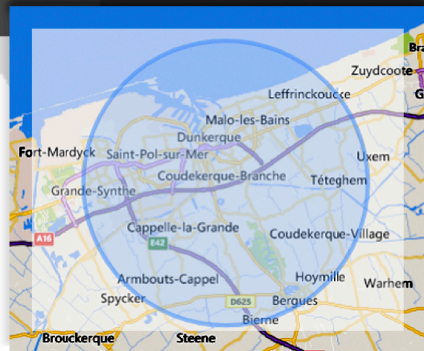 Bra
Zuydcoote
G
Leffrinckoucke
Malo-les-Bains
Dunkerque
Fort-Mardyck
Saint-Pol-sur-Mer
Uxem
Coudekerque-Branche
Téteghem
Grande-Synthe
Cappelle-la-Grande
A16
E42
Coudekerque-Village
Armbouts-Cappel
Hoymille
Warhem
Spycker
D625
Bergues
Bierne
Brouckerque
Steene